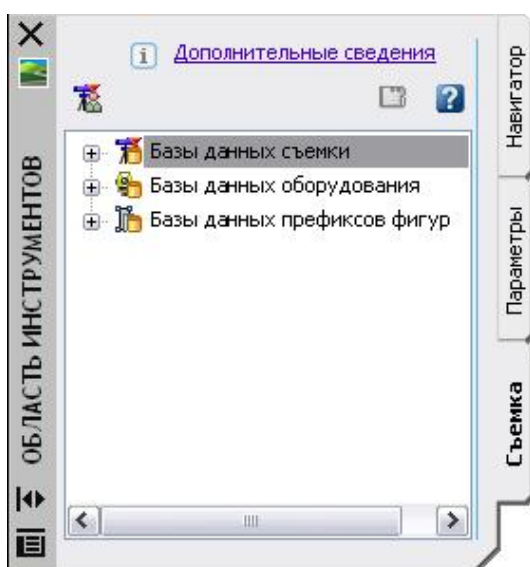 Дополнительные сведения
Базы данных съемки
Базы данных оборудования
Базы данных префиксов фигур
ОБЛАСТЬ ИНСТРУМЕНТОВ
Навигатор
Параметры
Съемка